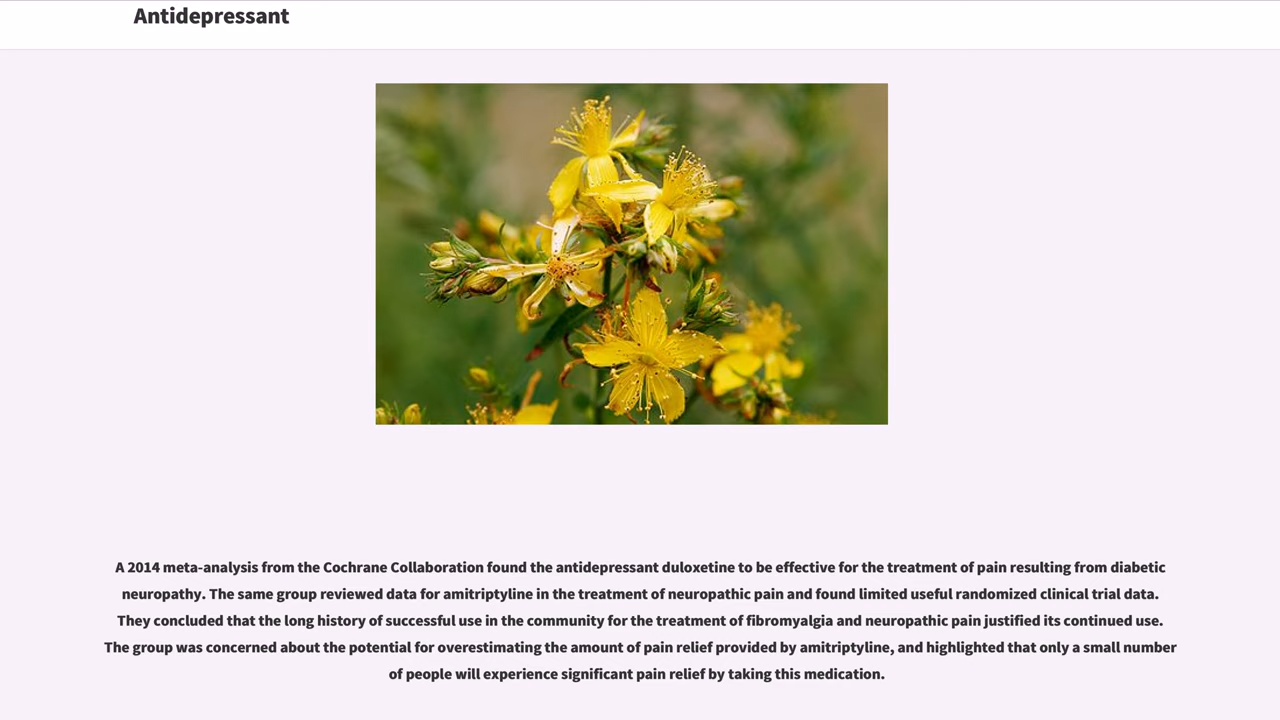 Antidepressant
A 2014 meta-analysis from the Cochrane Collaboration found the antidepressant duloxetine to be effective for the treatment of pain resulting from diabetic
neuropathy. The same group reviewed data for amitriptyline in the treatment of neuropathic pain and found limited useful randomized clinical trial data.
They concluded that the long history of successful use in the community for the treatment of fibromyalgia and neuropathic pain justified its continued use.
The group was concerned about the potential for overestimating the amount of pain relief provided by amitriptyline, and highlighted that only a small number
of people will experience significant pain relief by taking this medication.